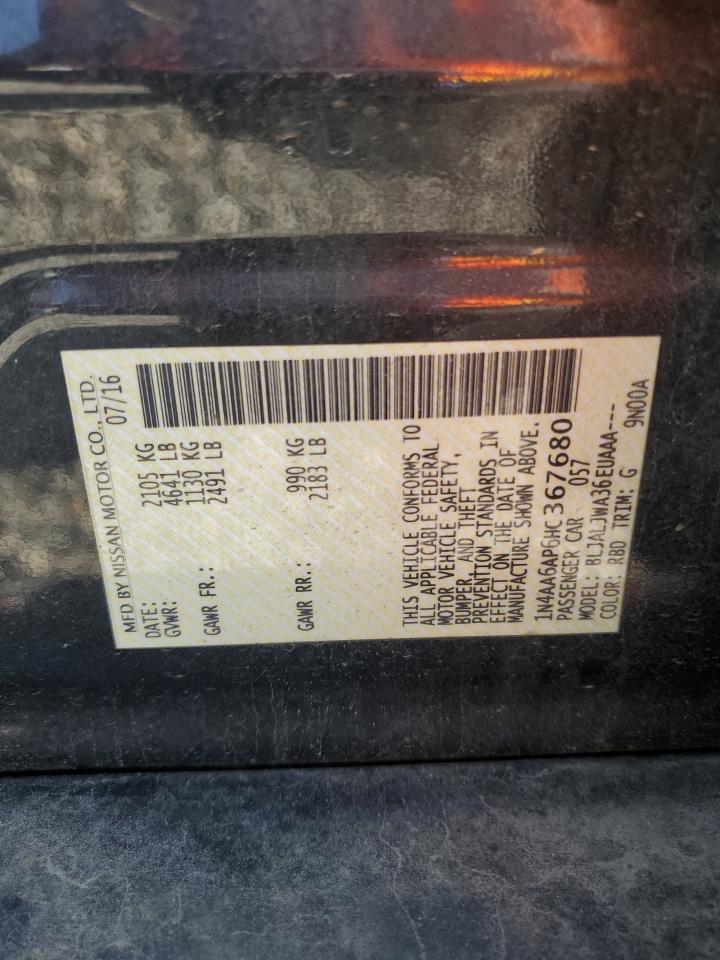 MFD BY NISSAN MOTOR CO., LTD.
DATE: 07/16
GVWR: 2105 KG
4641 LB
GAWR FR.: 1130 KG
2491 LB
GAWR RR.: 990 KG
2183 LB
THIS VEHICLE CONFORMS TO
ALL APPLICABLE FEDERAL
MOTOR VEHICLE SAFETY,
BUMPER, AND THEFT
PREVENTION STANDARDS IN
EFFECT ON THE DATE OF
MANUFACTURE SHOWN ABOVE.
1N4AA6AP6HC367680
PASSENGER CAR 057
MODEL: BLJALJWA36EUAAA---
COLOR: RBD TRIM: G 9N00A